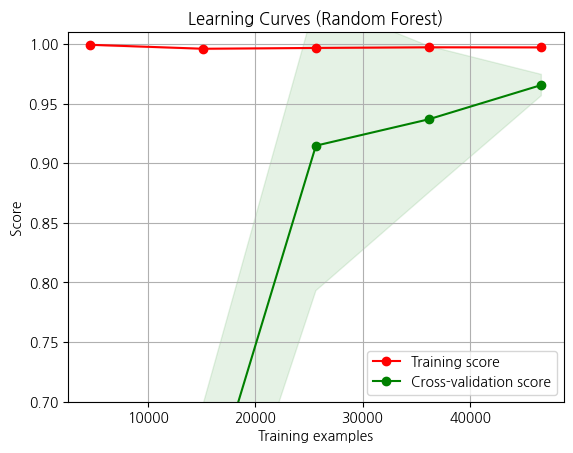 Learning Curves (Random Forest)
1.00
0.95
0.90
0.85
0.80
0.75
0.70
Score
10000
20000
30000
40000
Training examples
Training score
Cross-validation score